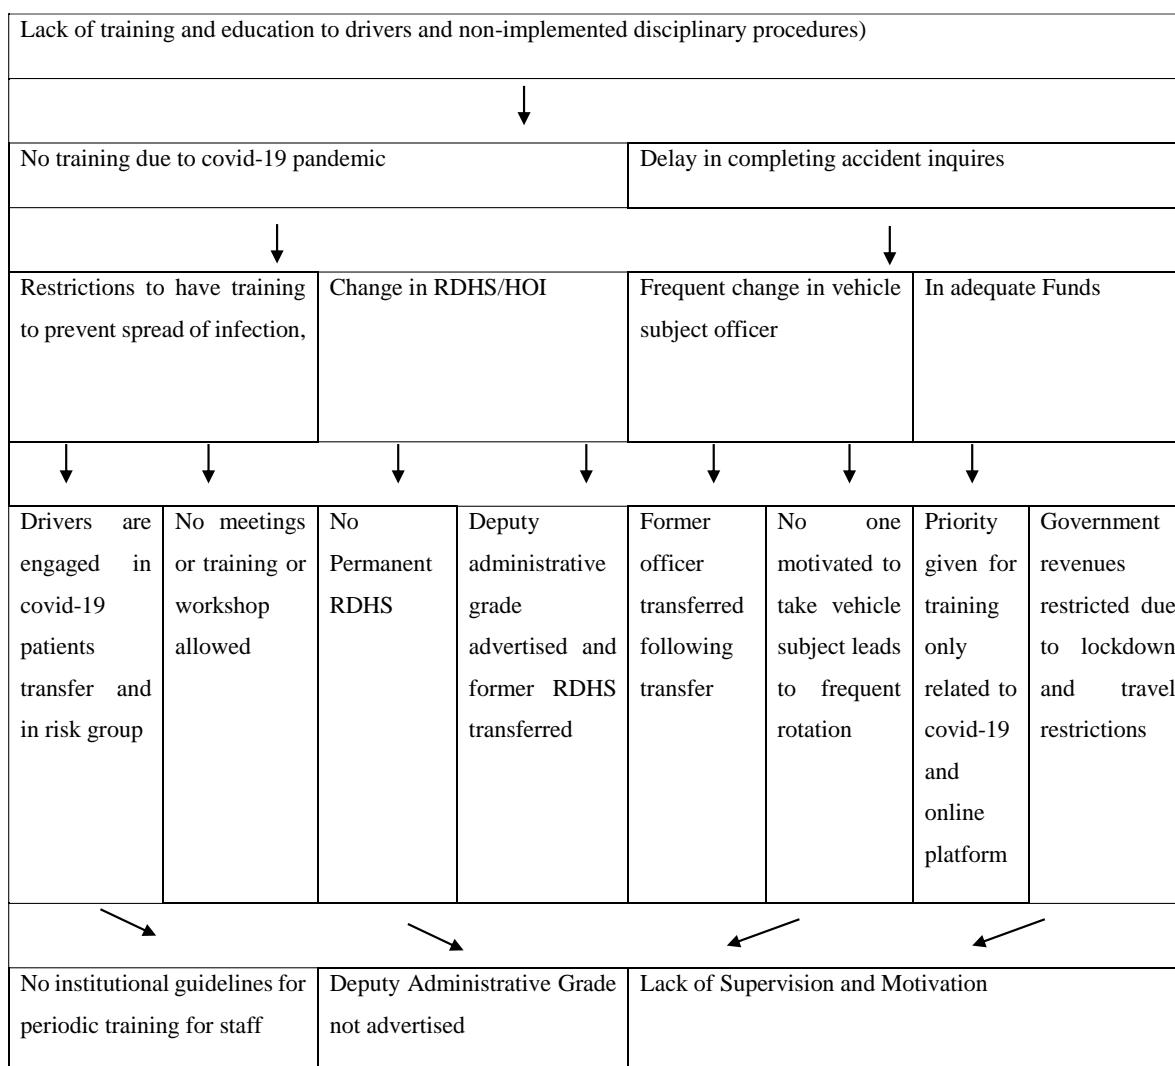 Lack of training and education to drivers and non-implemented disciplinary procedures)
No training due to covid-19 pandemic
Delay in completing accident inquires
Restrictions to have training
to prevent spread of infection,
Change in RDHS/HOI
Frequent change in vehicle
subject officer
In adequate Funds
Drivers are
engaged in
covid-19
patients
transfer and
in risk group
No meetings
or training or
workshop
allowed
No
Permanent
RDHS
Deputy
administrative
grade
advertised and
former RDHS
transferred
Former
officer
transferred
following
transfer
No one
motivated to
take vehicle
subject leads
to frequent
rotation
Priority
given for
training
only
related to
covid-19
and
online
platform
Government
revenues
restricted due
to lockdown
and travel
restrictions
No institutional guidelines for
periodic training for staff
Deputy Administrative Grade
not advertised
Lack of Supervision and Motivation